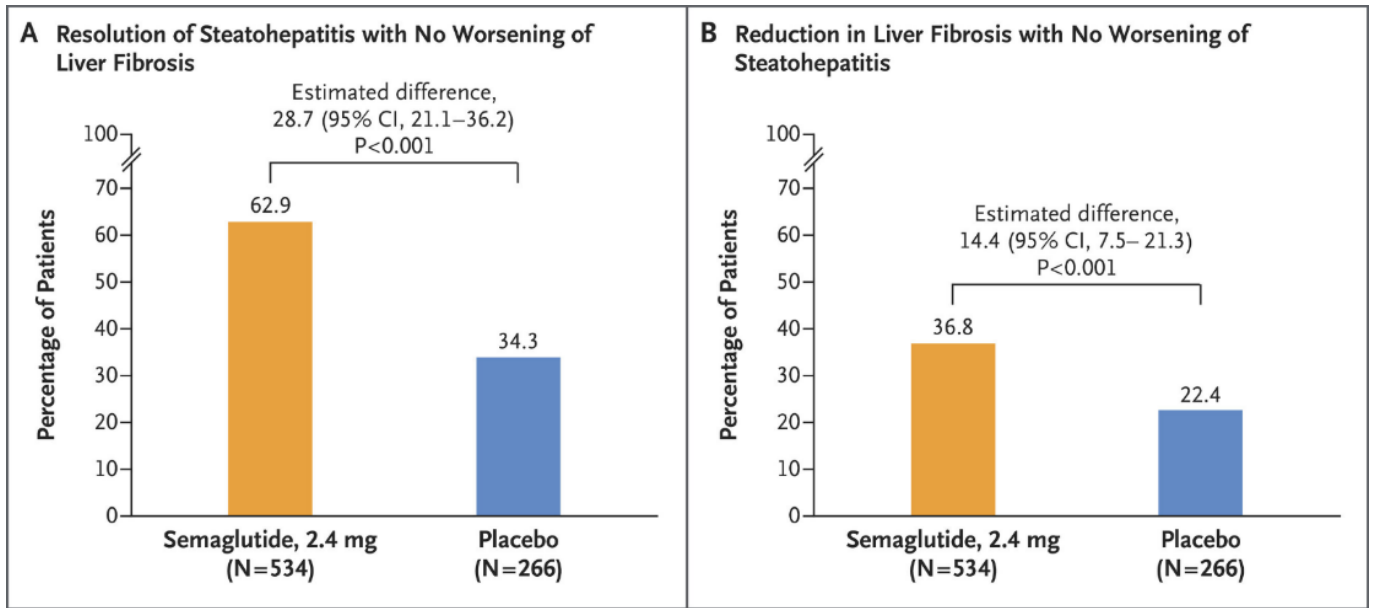 A Resolution of Steatohepatitis with No Worsening of
Liver Fibrosis
Estimated difference,
28.7 (95% CI, 21.1–36.2)
P<0.001
Percentage of Patients
100
70
60
50
40
30
20
10
0
62.9
34.3
Semaglutide, 2.4 mg
(N=534)
Placebo
(N=266)
B Reduction in Liver Fibrosis with No Worsening of
Steatohepatitis
Estimated difference,
14.4 (95% CI, 7.5– 21.3)
P<0.001
Percentage of Patients
100
70
60
50
40
30
20
10
0
36.8
22.4
Semaglutide, 2.4 mg
(N=534)
Placebo
(N=266)